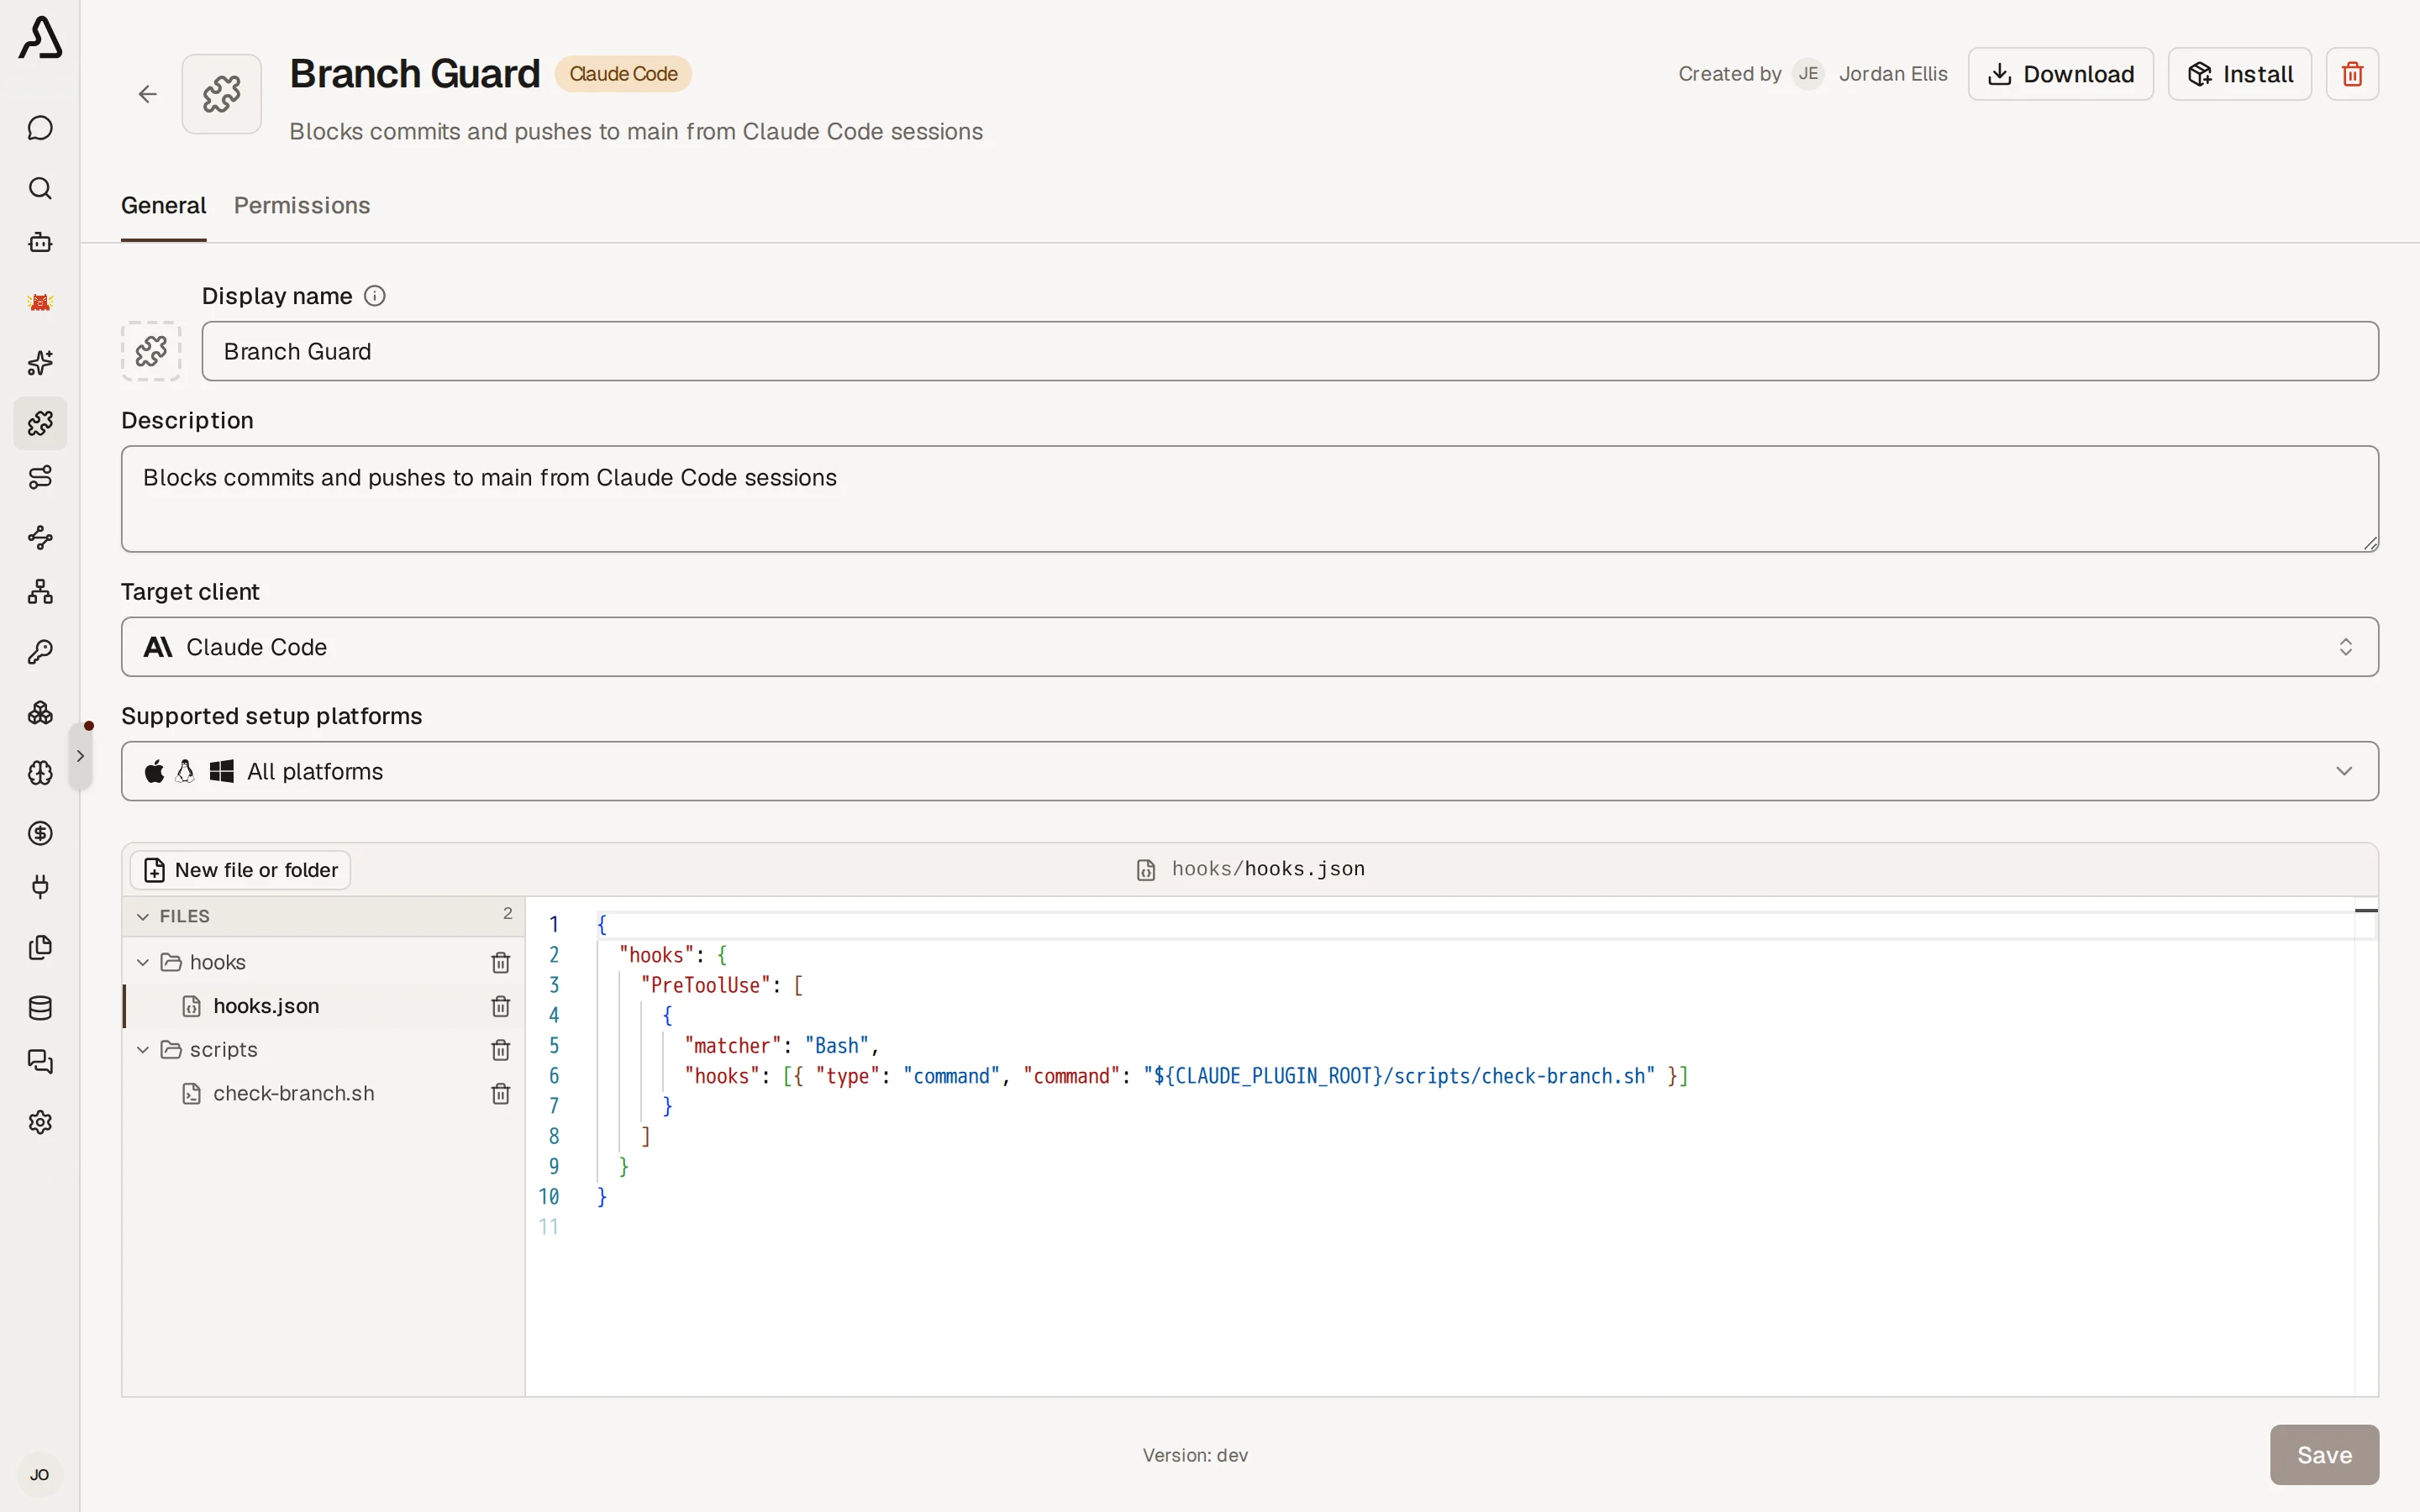 Branch Guard
Claude Code
Blocks commits and pushes to main from Claude Code sessions
Created by JE Jordan Ellis
Download
Install
General
Permissions
Display name
Branch Guard
Description
Blocks commits and pushes to main from Claude Code sessions
Target client
Claude Code
Supported setup platforms
All platforms
New file or folder
hooks/hooks.json
FILES
2
hooks
hooks.json
scripts
check-branch.sh
1 {
2 "hooks": {
3 "PreToolUse": [
4 {
5 "matcher": "Bash",
6 "hooks": [{ "type": "command", "command": "${CLAUDE_PLUGIN_ROOT}/scripts/check-branch.sh" }]
7 }
8 ]
9 }
10 }
11
Version: dev
Save
JO